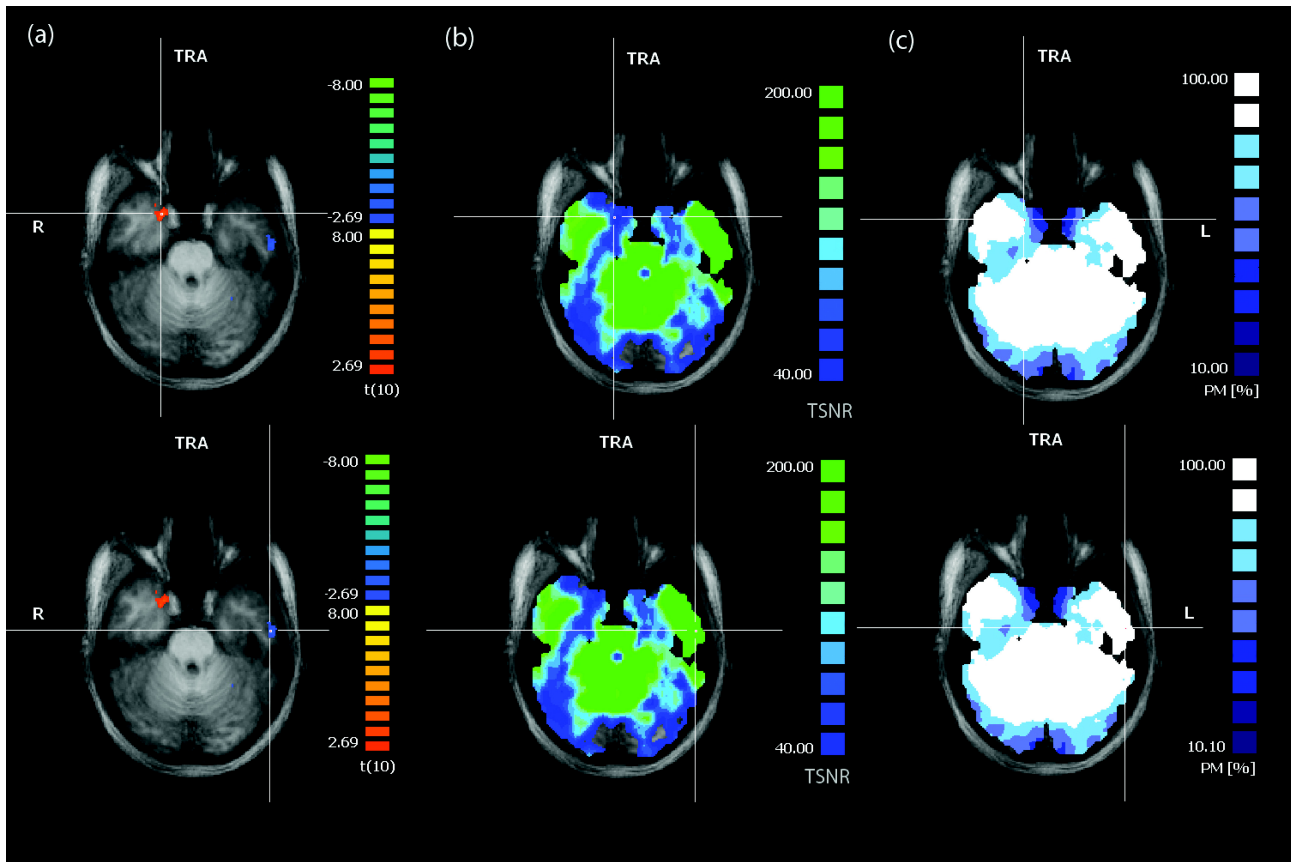 (a)
TRA
-8.00
-2.69
8.00
2.69
t(10)
R
(b)
TRA
200.00
40.00
TSNR
(c)
TRA
100.00
10.00
PM [%]
L
TRA
-8.00
-2.69
8.00
2.69
t(10)
R
TRA
200.00
40.00
TSNR
TRA
100.00
10.10
PM [%]
L